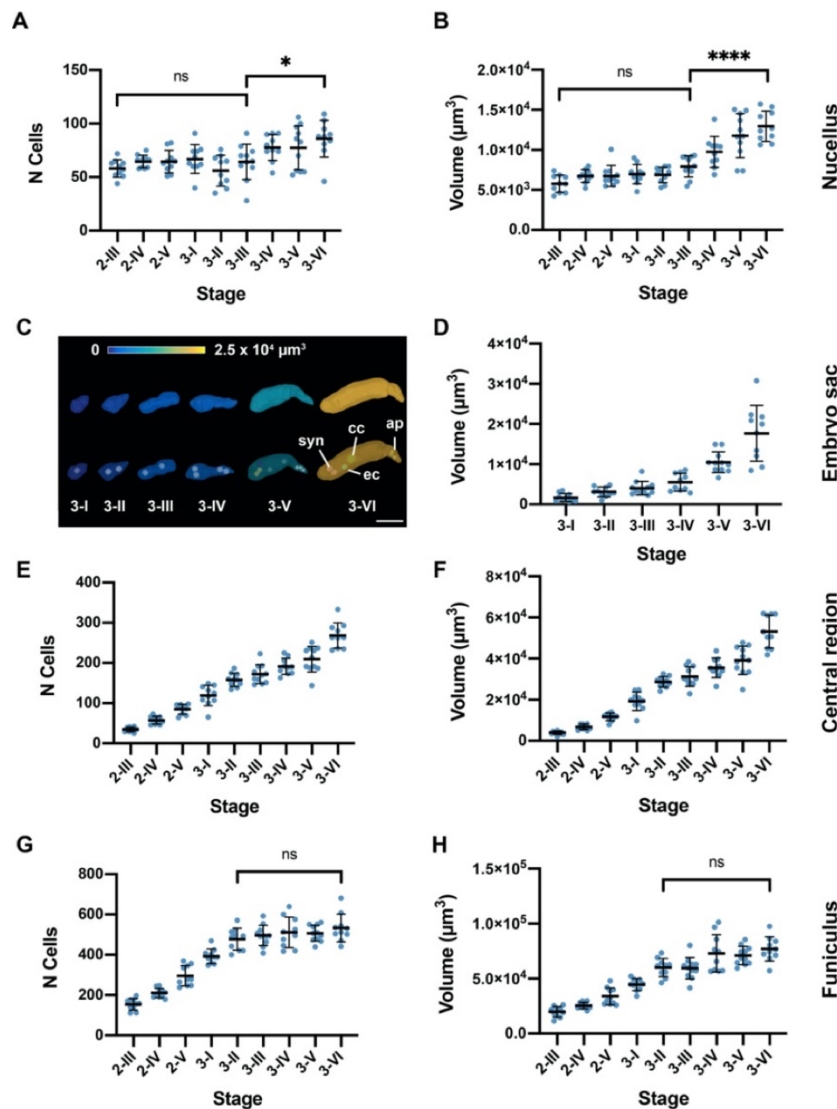 A
N Cells
150
100
50
0
ns
*
2-III 2-IV 2-V 3-I 3-II 3-III 3-IV 3-V 3-VI
Stage
B
Volume (µm³)
2.0×10⁴
1.5×10⁴
1.0×10⁴
5.0×10³
0.0
ns
****
2-III 2-IV 2-V 3-I 3-II 3-III 3-IV 3-V 3-VI
Stage
Nucellus
C
0 2.5 x 10⁴ µm³
syn
cc
ap
ec
3-I 3-II 3-III 3-IV 3-V 3-VI
D
Volume (µm³)
4×10⁴
3×10⁴
2×10⁴
1×10⁴
0
3-I 3-II 3-III 3-IV 3-V 3-VI
Stage
Embryo sac
E
N Cells
400
300
200
100
0
2-III 2-IV 2-V 3-I 3-II 3-III 3-IV 3-V 3-VI
Stage
F
Volume (µm³)
8×10⁴
6×10⁴
4×10⁴
2×10⁴
0
2-III 2-IV 2-V 3-I 3-II 3-III 3-IV 3-V 3-VI
Stage
Central region
G
N Cells
800
600
400
200
0
ns
2-III 2-IV 2-V 3-I 3-II 3-III 3-IV 3-V 3-VI
Stage
H
Volume (µm³)
1.5×10⁵
1.0×10⁵
5.0×10⁴
0.0
ns
2-III 2-IV 2-V 3-I 3-II 3-III 3-IV 3-V 3-VI
Stage
Funiculus